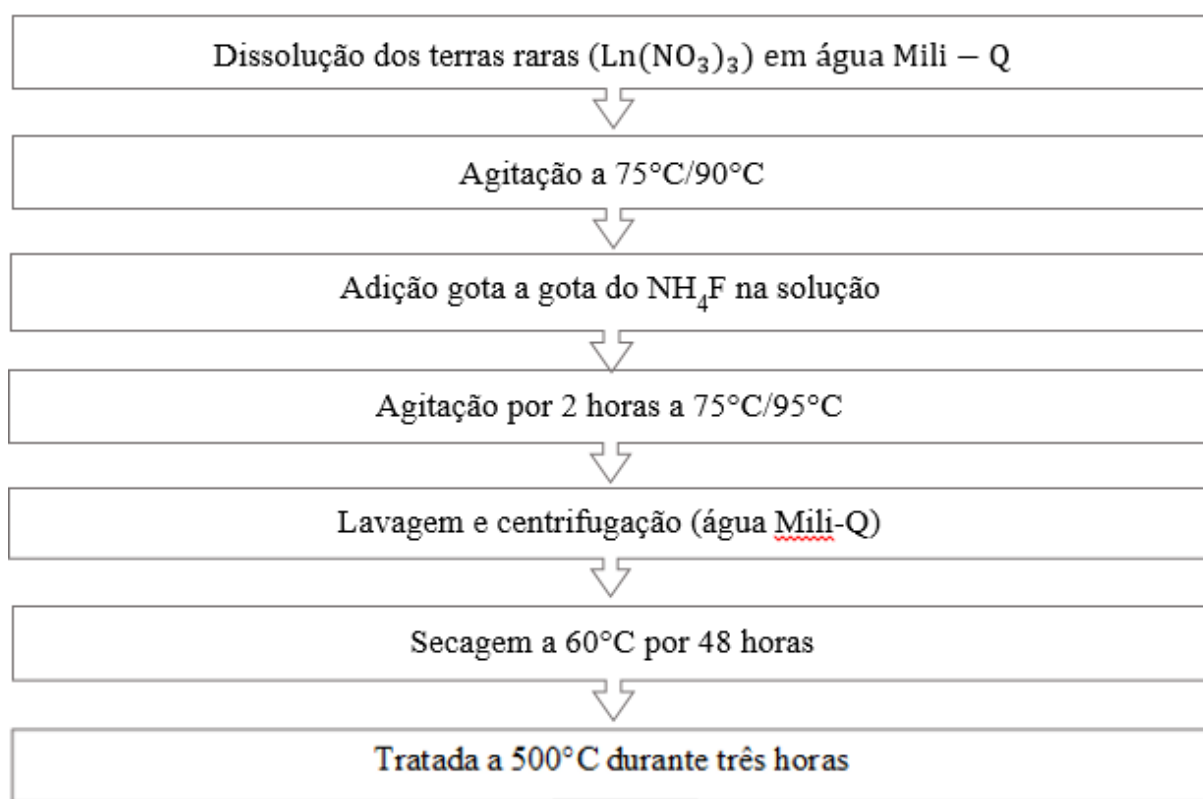 Dissolução dos terras raras (Ln(NO₃)₃) em água Mili − Q
Agitação a 75°C/90°C
Adição gota a gota do NH₄F na solução
Agitação por 2 horas a 75°C/95°C
Lavagem e centrifugação (água Mili-Q)
Secagem a 60°C por 48 horas
Tratada a 500°C durante três horas